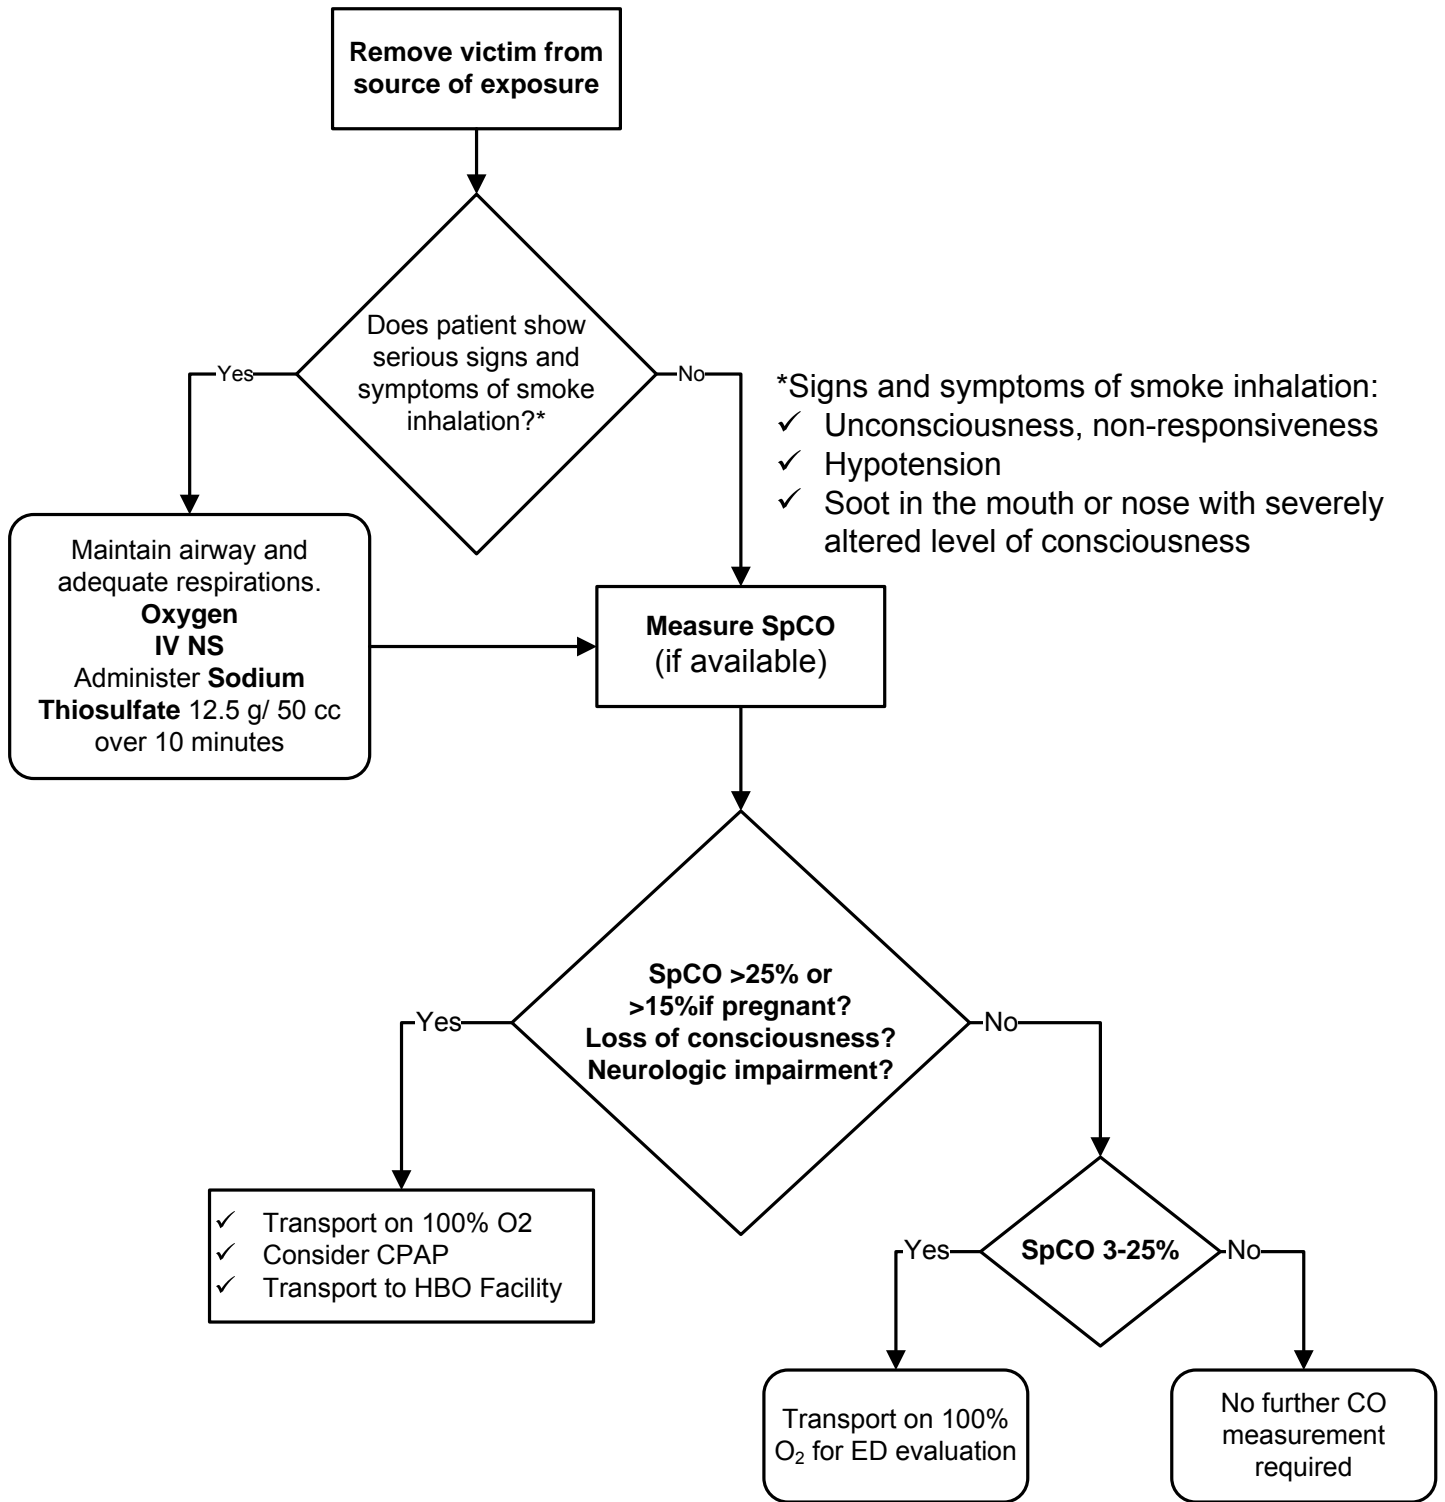 Remove victim from
source of exposure
Does patient show
serious signs and
symptoms of smoke
inhalation?*
Yes
No
*Signs and symptoms of smoke inhalation:
✓ Unconsciousness, non-responsiveness
✓ Hypotension
✓ Soot in the mouth or nose with severely
altered level of consciousness
Maintain airway and
adequate respirations.
Oxygen
IV NS
Administer Sodium
Thiosulfate 12.5 g/ 50 cc
over 10 minutes
Measure SpCO
(if available)
SpCO >25% or
>15%if pregnant?
Loss of consciousness?
Neurologic impairment?
Yes
No
✓ Transport on 100% O2
✓ Consider CPAP
✓ Transport to HBO Facility
SpCO 3-25%
Yes
No
Transport on 100%
O₂ for ED evaluation
No further CO
measurement
required